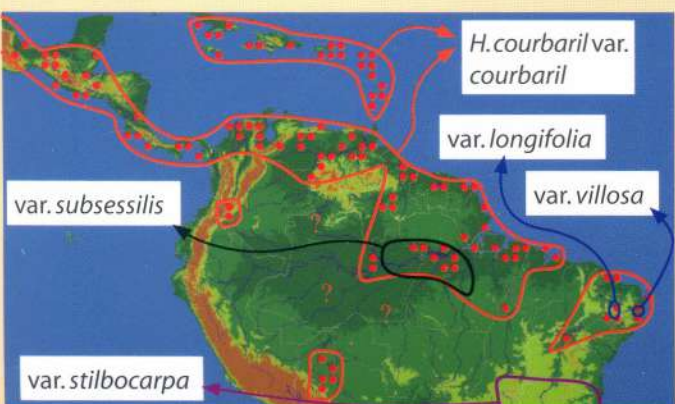 H.courbaril var.
courbaril
var. longifolia
var. villosa
var. subsessilis
?
?
?
var. stilbocarpa